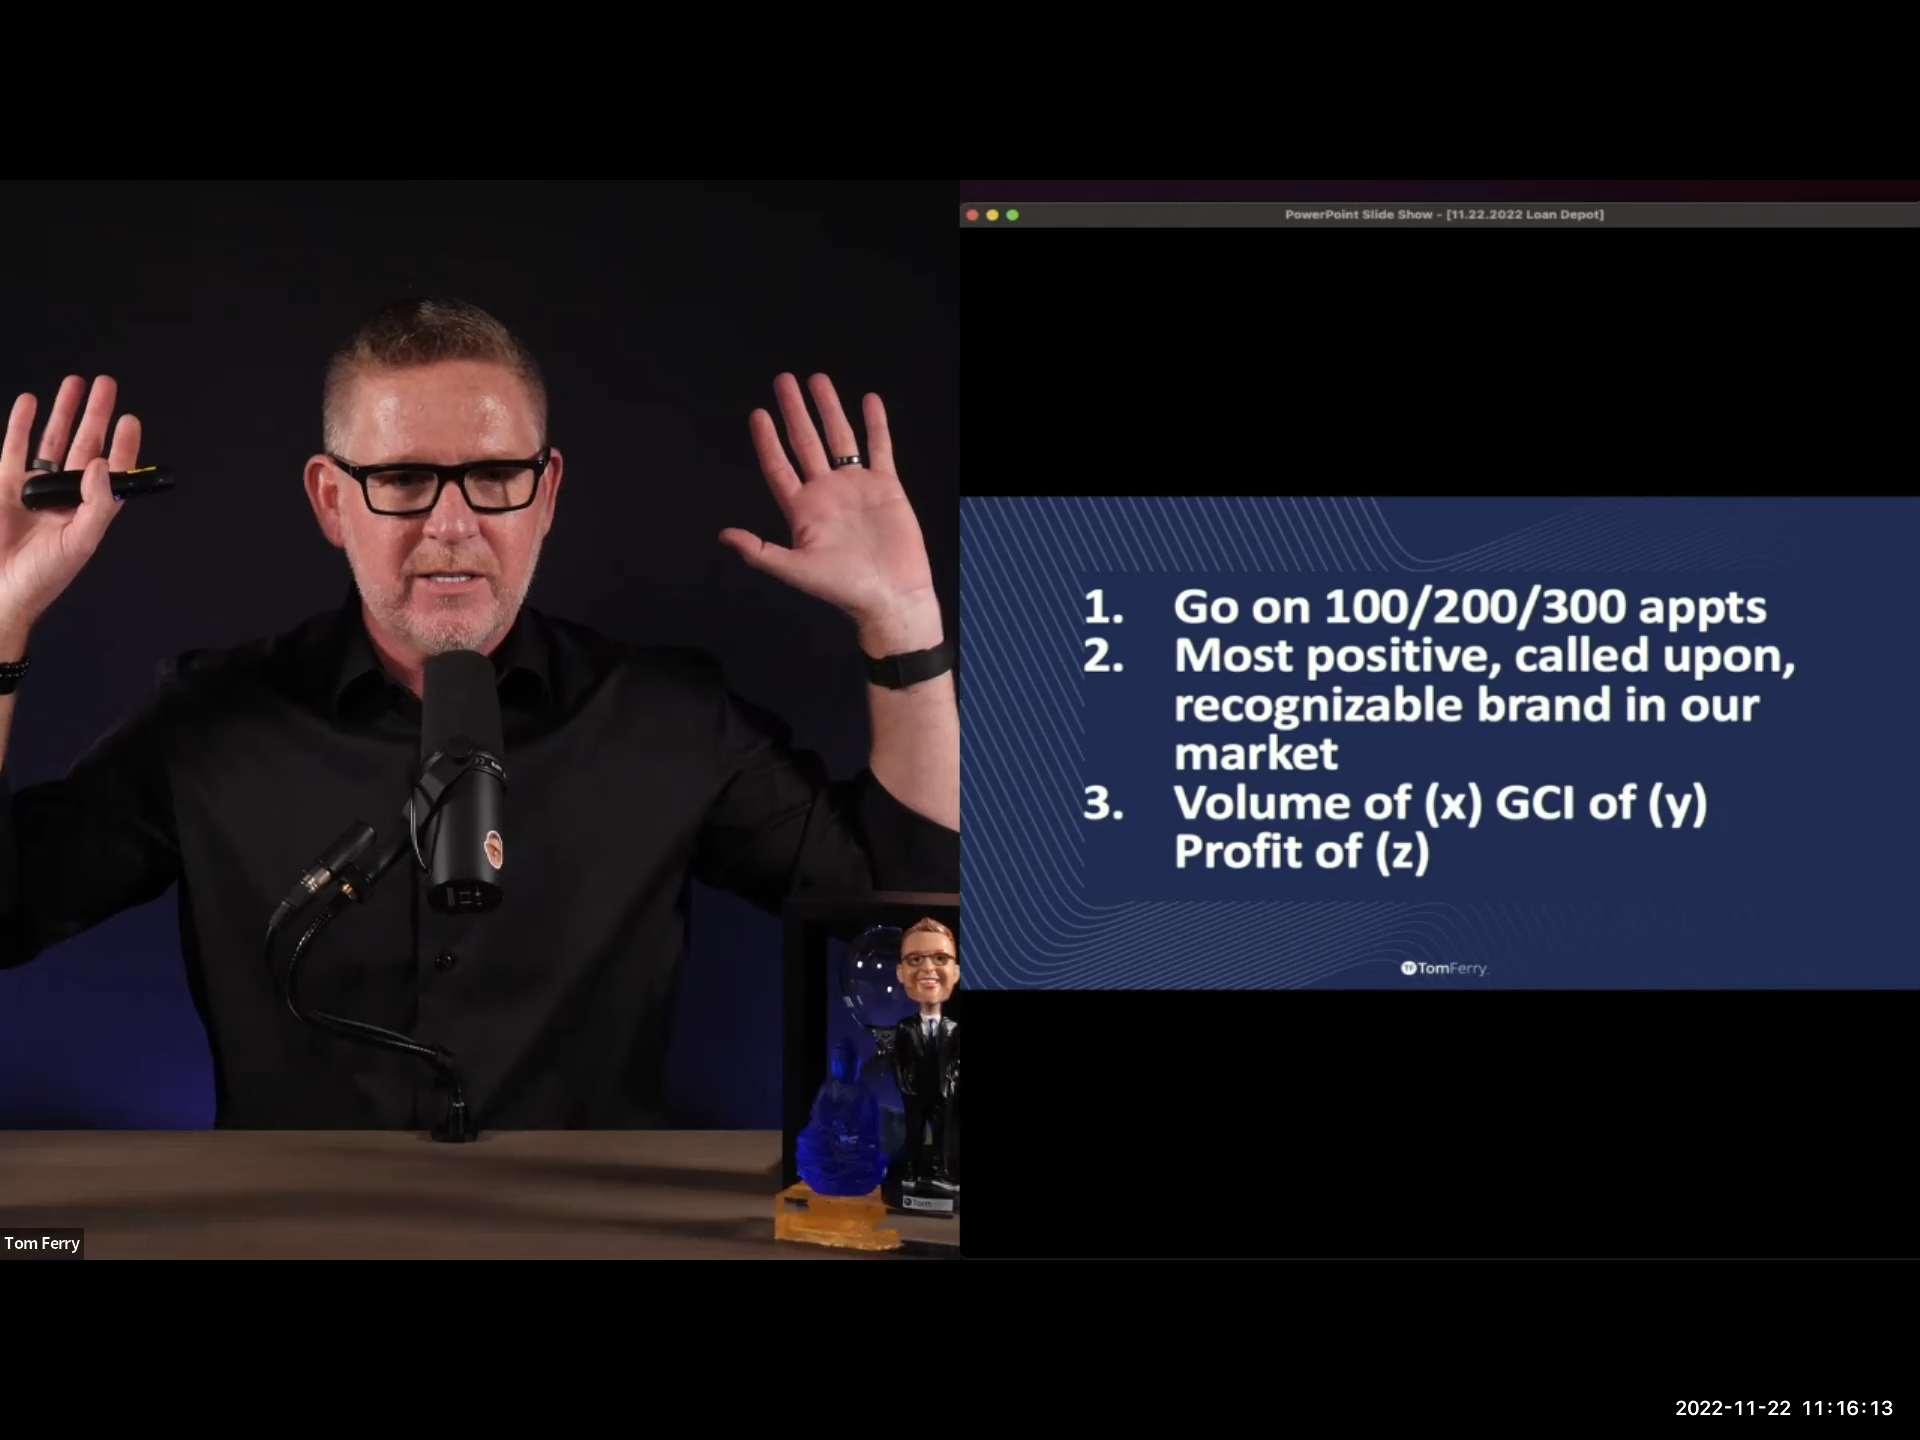 PowerPoint Slide Show - [11.22.2022 Loan Depot]
1. Go on 100/200/300 appts
2. Most positive, called upon,
recognizable brand in our
market
3. Volume of (x) GCI of (y)
Profit of (z)
TF TomFerry
Tom Ferry
2022-11-22 11:16:13